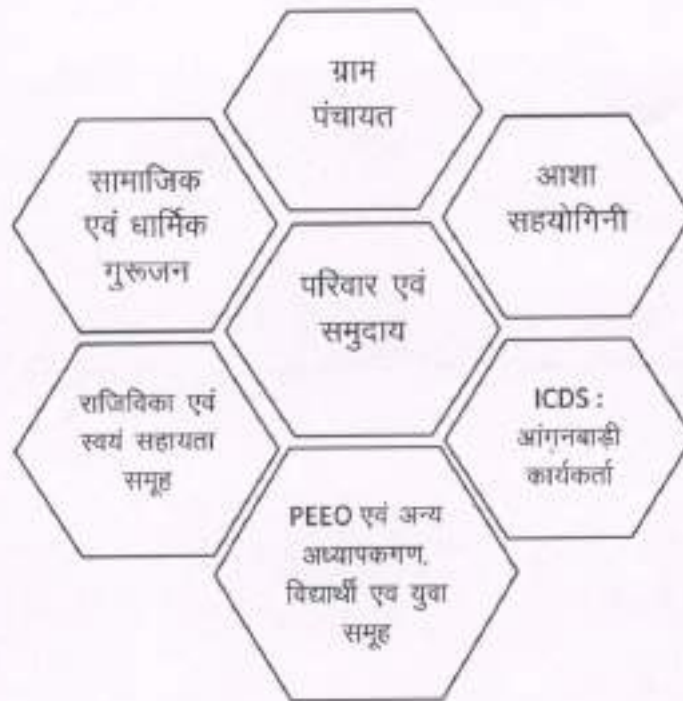 ग्राम
पंचायत
सामाजिक
एवं धार्मिक
गुरूजन
आशा
सहयोगिनी
परिवार एवं
समुदाय
राजिविका एवं
स्वयं सहायता
समूह
ICDS :
आंगनबाड़ी
कार्यकर्ता
PEEO एवं अन्य
अध्यापकगण,
विद्यार्थी एव युवा
समूह